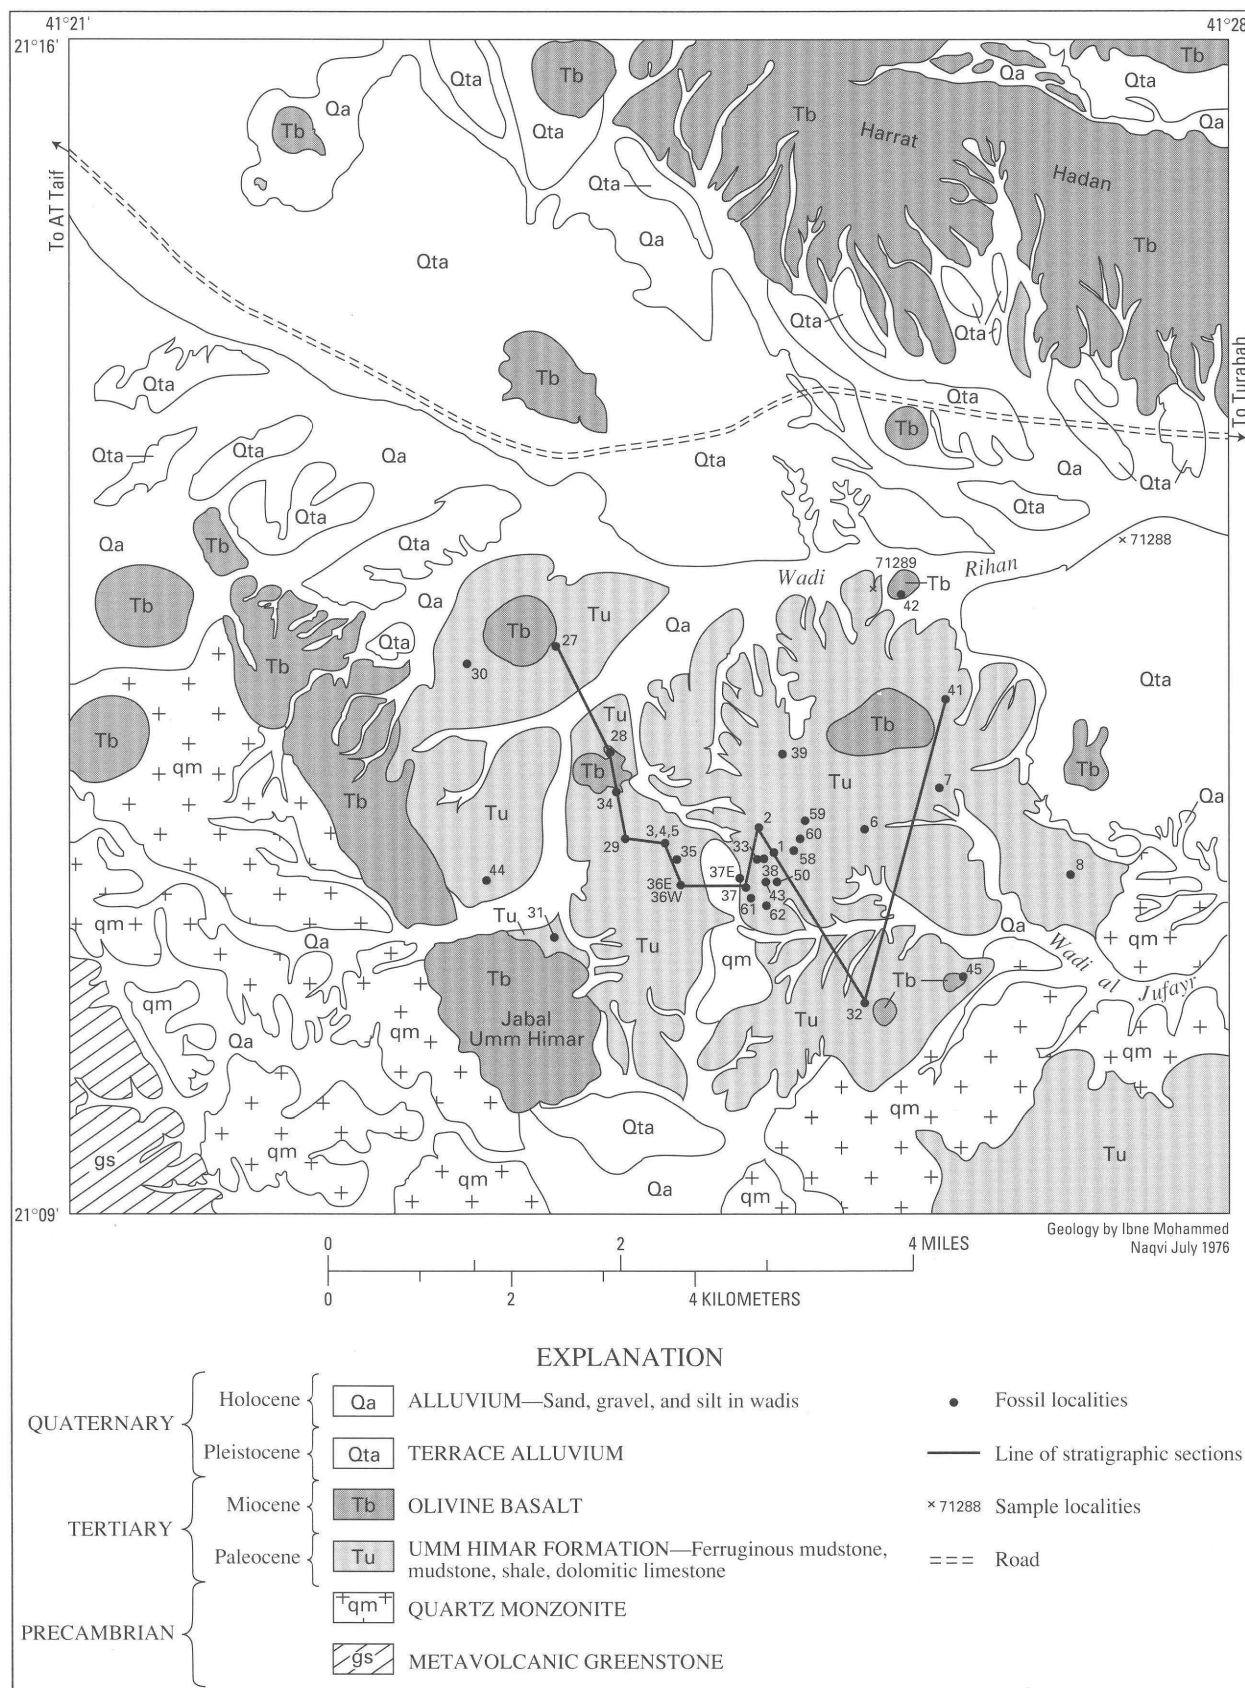 41°21' 41°28'
21°16'
Tb
Qta
Tb
Qa
Qa
Qta
Tb
Harrat
Qta
Tb
Qa
Hadan
To AT Taif
Qta
Qa
Tb
Qta
Qta
Qta
Tb
Qta
To Turabah
Qta
Tb
Qta
Qta
Qa
Qta
Qa
Qta
Qta
Qta
Qta
Qa
Tb
71288
71289
Wadi Rihan
Tb
42
Tb
Qa
Tu
Tb
27
Qa
Qta
30
Tb
Qta
41
Tu
28
Tb
Tb
qm
39
Tb
Tb
7
Tu
34
Tb
Tu
2
59
Qa
3,4,5
60
6
29
33
1
35
58
8
44
37E
38
50
36E
36W
37
43
61
62
Tu
31
Qa
qm
Qa
qm
Tu
qm
Wadi al Jufayr
Tb
Tb
45
qm
Jabal
Umm Himar
Tu
32
qm
Qa
qm
qm
Qta
gs
qm
Tu
qm
Qa
qm
21°09'
Geology by Ibne Mohammed
Naqvi July 1976
0 2 4 MILES
0 2 4 KILOMETERS
EXPLANATION
QUATERNARY
Holocene
Qa ALLUVIUM—Sand, gravel, and silt in wadis
Pleistocene
Qta TERRACE ALLUVIUM
TERTIARY
Miocene
Tb OLIVINE BASALT
Paleocene
Tu UMM HIMAR FORMATION—Ferruginous mudstone,
mudstone, shale, dolomitic limestone
PRECAMBRIAN
qm QUARTZ MONZONITE
gs METAVOLCANIC GREENSTONE
Fossil localities
Line of stratigraphic sections
71288 Sample localities
Road